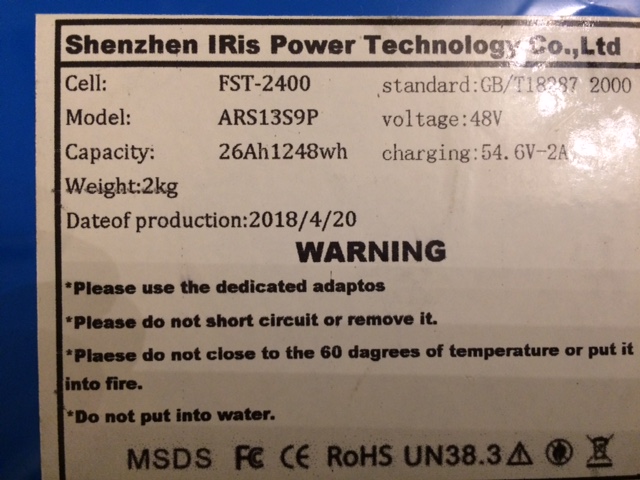 Shenzhen IRis Power Technology Co.,Ltd
Cell: FST-2400 standard:GB/T18287 2000
Model: ARS13S9P voltage:48V
Capacity: 26Ah1248wh charging:54.6V-2A
Weight:2kg
Dateof production:2018/4/20
WARNING
*Please use the dedicated adaptos
*Please do not short circuit or remove it.
*Plaese do not close to the 60 dagrees of temperature or put it
into fire.
*Do not put into water.
MSDS FC CE RoHS UN38.3